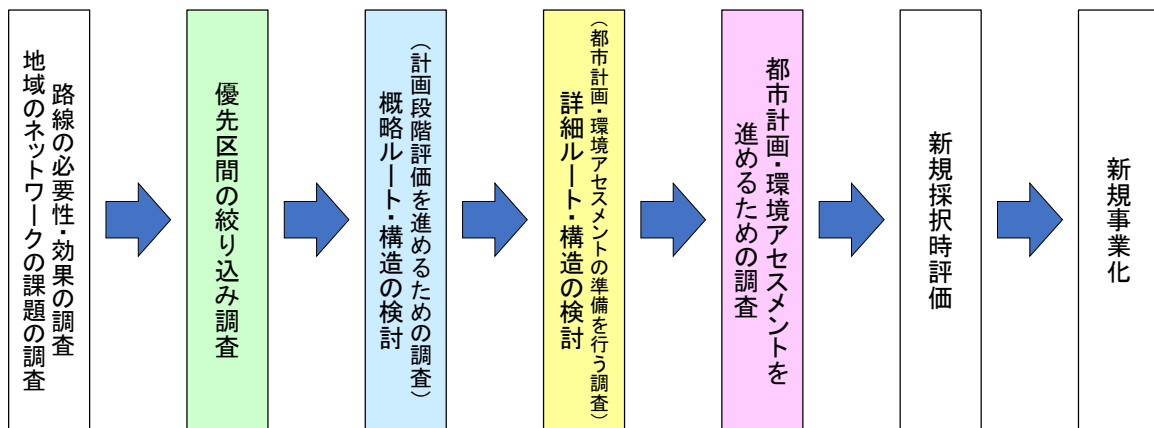 路線の必要性・効果の調査
地域のネットワークの課題の調査
優先区間の絞り込み調査
（計画段階評価を進めるための調査）
概略ルート・構造の検討
（都市計画・環境アセスメントの準備を行う調査）
詳細ルート・構造の検討
都市計画・環境アセスメントを
進めるための調査
新規採択時評価
新規事業化